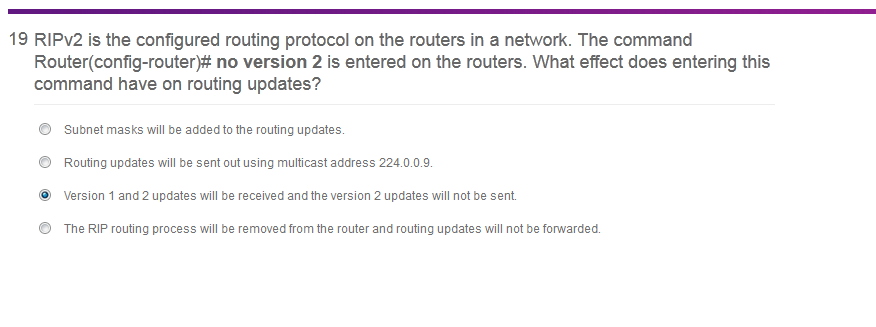 19 RIPv2 is the configured routing protocol on the routers in a network. The command
Router(config-router)# no version 2 is entered on the routers. What effect does entering this
command have on routing updates?
Subnet masks will be added to the routing updates.
Routing updates will be sent out using multicast address 224.0.0.9.
Version 1 and 2 updates will be received and the version 2 updates will not be sent.
The RIP routing process will be removed from the router and routing updates will not be forwarded.